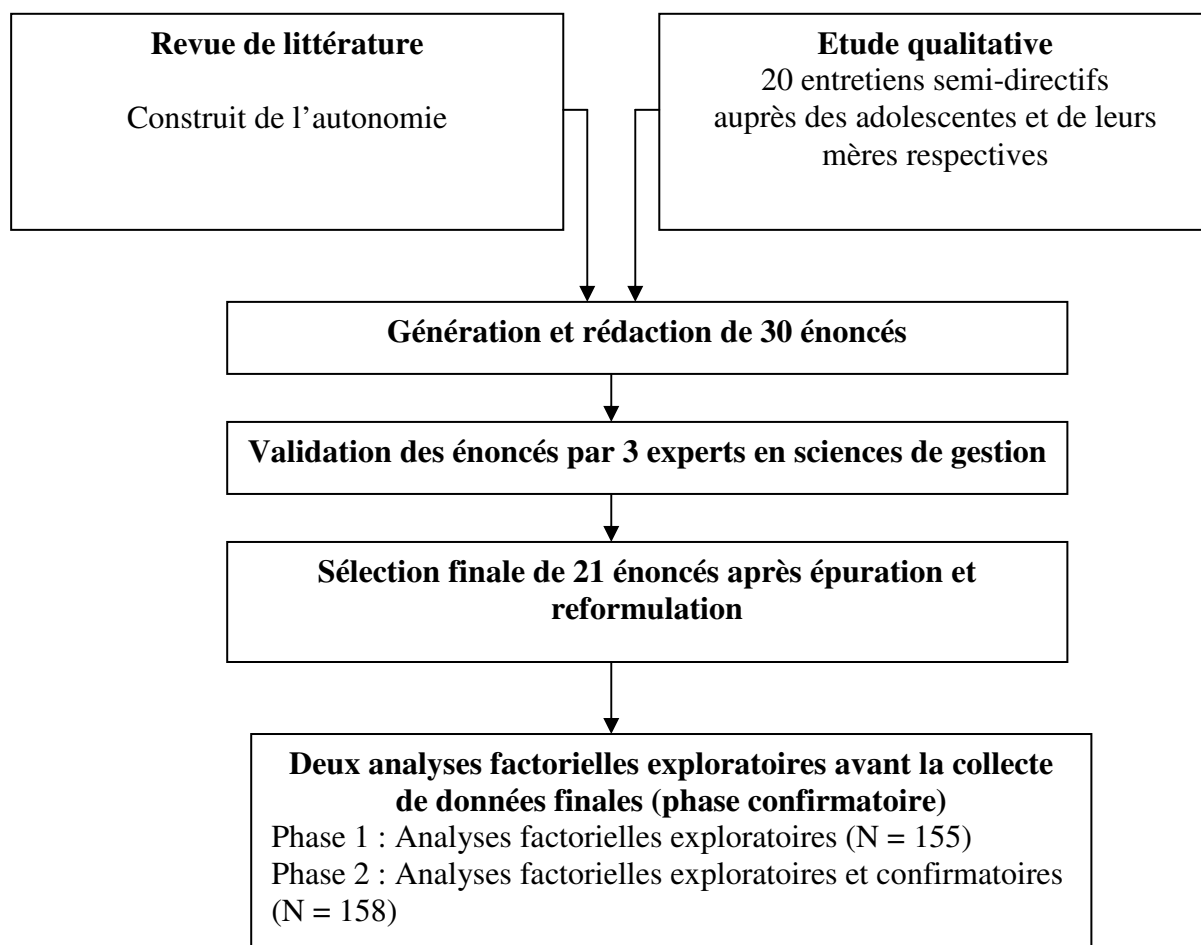 Revue de littérature
Construit de l'autonomie
Etude qualitative
20 entretiens semi-directifs
auprès des adolescentes et de leurs
mères respectives
Génération et rédaction de 30 énoncés
Validation des énoncés par 3 experts en sciences de gestion
Sélection finale de 21 énoncés après épuration et
reformulation
Deux analyses factorielles exploratoires avant la collecte
de données finales (phase confirmatoire)
Phase 1 : Analyses factorielles exploratoires (N = 155)
Phase 2 : Analyses factorielles exploratoires et confirmatoires
(N = 158)